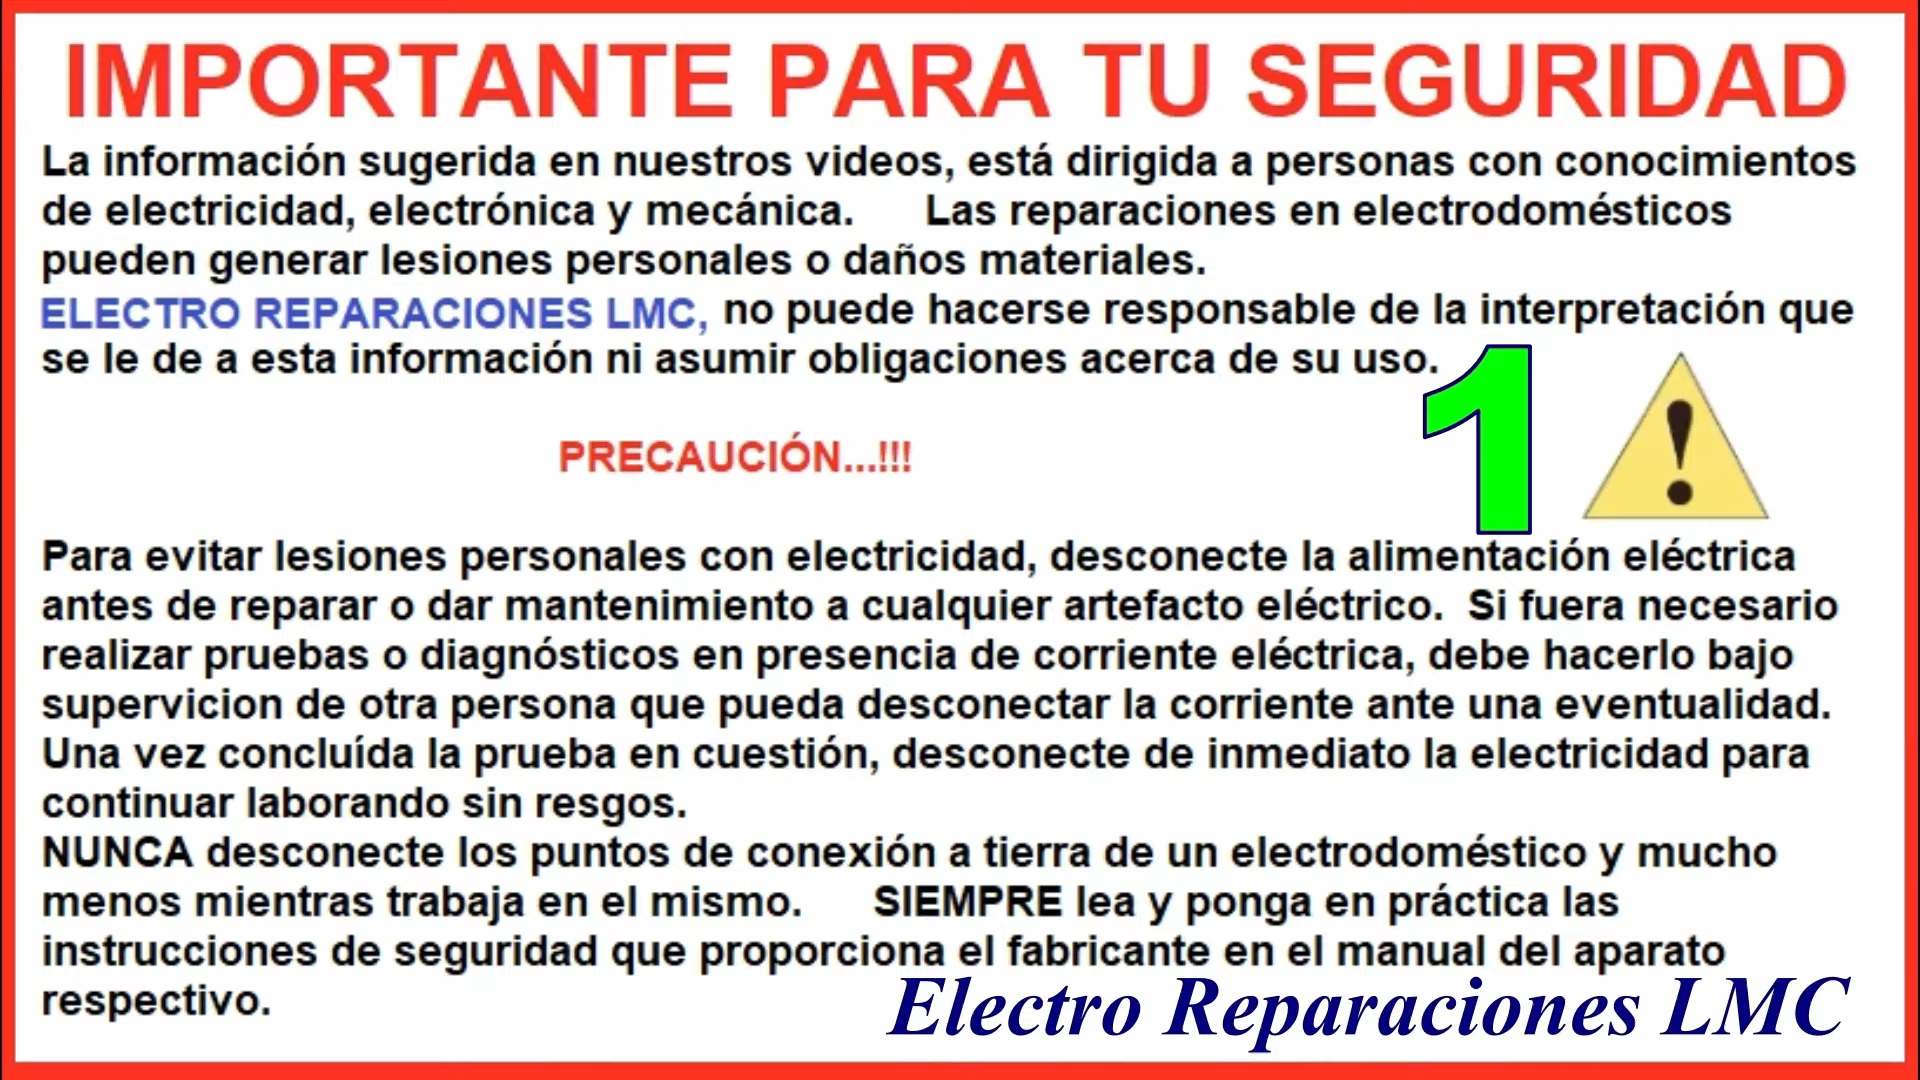 IMPORTANTE PARA TU SEGURIDAD
La información sugerida en nuestros videos, está dirigida a personas con conocimientos
de electricidad, electrónica y mecánica. Las reparaciones en electrodomésticos
pueden generar lesiones personales o daños materiales.
ELECTRO REPARACIONES LMC, no puede hacerse responsable de la interpretación que
se le de a esta información ni asumir obligaciones acerca de su uso.
1
PRECAUCIÓN...!!!
Para evitar lesiones personales con electricidad, desconecte la alimentación eléctrica
antes de reparar o dar mantenimiento a cualquier artefacto eléctrico. Si fuera necesario
realizar pruebas o diagnósticos en presencia de corriente eléctrica, debe hacerlo bajo
supervicion de otra persona que pueda desconectar la corriente ante una eventualidad.
Una vez concluída la prueba en cuestión, desconecte de inmediato la electricidad para
continuar laborando sin resgos.
NUNCA desconecte los puntos de conexión a tierra de un electrodoméstico y mucho
menos mientras trabaja en el mismo. SIEMPRE lea y ponga en práctica las
instrucciones de seguridad que proporciona el fabricante en el manual del aparato
respectivo.
Electro Reparaciones LMC